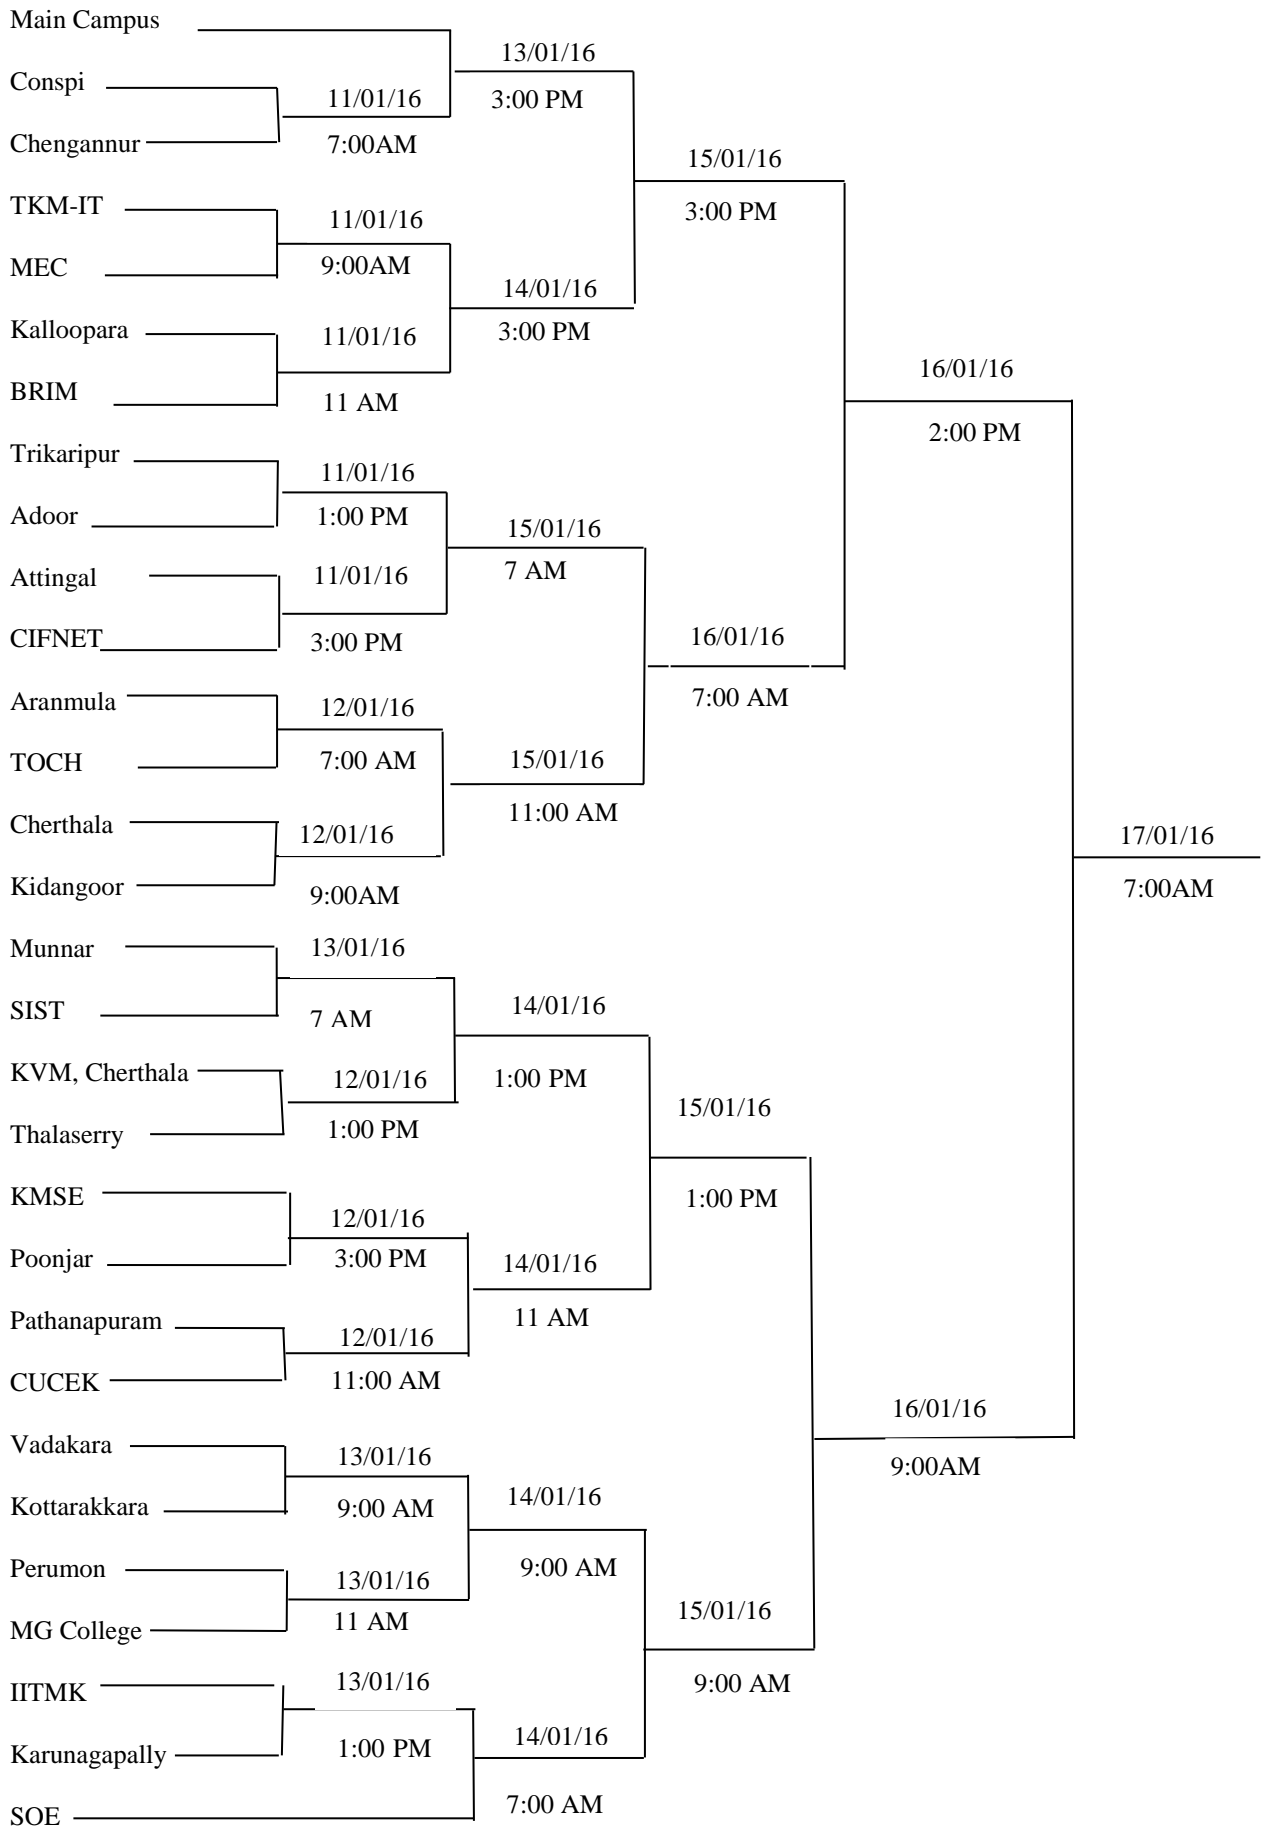 Main Campus
13/01/16
Conspi
11/01/16
3:00 PM
Chengannur
7:00AM
15/01/16
TKM-IT
11/01/16
3:00 PM
MEC
9:00AM
14/01/16
Kalloopara
11/01/16
3:00 PM
16/01/16
BRIM
11 AM
2:00 PM
Trikaripur
11/01/16
Adoor
1:00 PM
15/01/16
Attingal
11/01/16
7 AM
CIFNET
3:00 PM
16/01/16
Aranmula
12/01/16
7:00 AM
TOCH
7:00 AM
15/01/16
Cherthala
12/01/16
11:00 AM
17/01/16
Kidangoor
9:00AM
7:00AM
Munnar
13/01/16
SIST
7 AM
14/01/16
KVM, Cherthala
12/01/16
1:00 PM
Thalaserry
1:00 PM
15/01/16
KMSE
12/01/16
1:00 PM
Poonjar
3:00 PM
14/01/16
Pathanapuram
12/01/16
11 AM
CUCEK
11:00 AM
16/01/16
Vadakara
13/01/16
9:00AM
Kottarakkara
9:00 AM
14/01/16
Perumon
13/01/16
9:00 AM
MG College
11 AM
15/01/16
IITMK
13/01/16
9:00 AM
Karunagapally
1:00 PM
14/01/16
SOE
7:00 AM